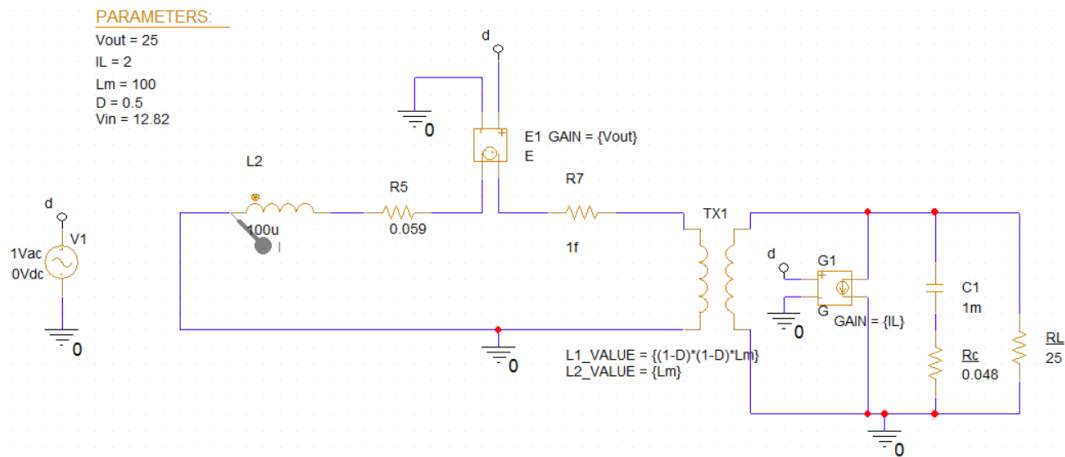 PARAMETERS:
Vout = 25
IL = 2
Lm = 100
D = 0.5
Vin = 12.82
d
0
E1 GAIN = {Vout}
E
L2
100u
I
R5
0.059
R7
1f
TX1
d
V1
1Vac
0Vdc
0
d
G1
G
GAIN = {IL}
0
C1
1m
Rc
0.048
RL
25
L1_VALUE = {(1-D)*(1-D)*Lm}
L2_VALUE = {Lm}
0
0